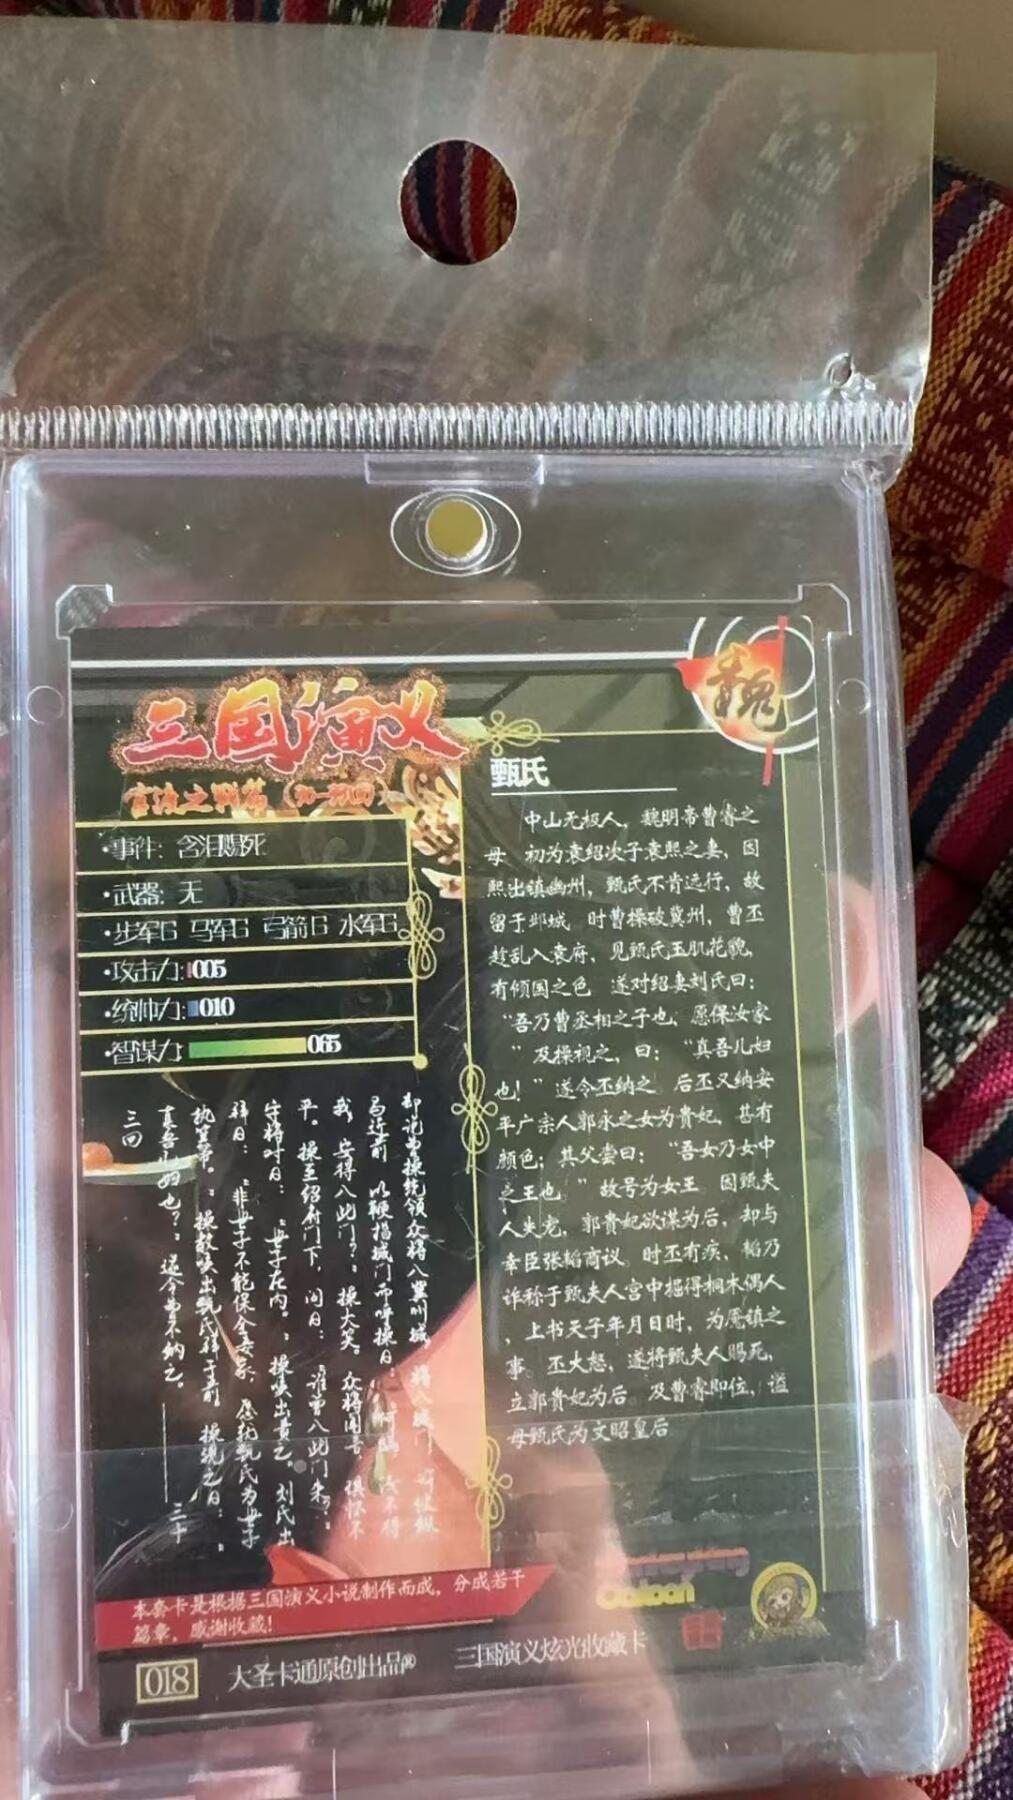 三国演义
官渡之战篇
魏
·事件：含泪赐死
·武器：无
·步军G 马军G 弓箭G 水军G
·攻击力：005
·统帅力：010
·智谋力：065
甄氏
中山无极人，魏明帝曹睿之
母 初为袁绍次子袁熙之妻，因
熙出镇幽州，甄氏不肯远行，故
留于邺城 时曹操破冀州，曹丕
趁乱入袁府，见甄氏玉肌花貌，
有倾国之色 遂对绍妻刘氏曰：
“吾乃曹丞相之子也，愿保汝家
”及操视之，曰：“真吾儿妇
也！”遂令丕纳之 后丕又纳安
平广宗人郭永之女为贵妃，甚有
颜色；其父尝曰：“吾女乃女中
之王也 ”故号为女王 因甄夫
人失宠，郭贵妃欲谋为后，却与
幸臣张韬商议 时丕有疾，韬乃
诈称于甄夫人宫中掘得桐木偶人
，上书天子年月日时，为魇镇之
事。丕大怒，遂将甄夫人赐死，
立郭贵妃为后 及曹睿即位，谥
母甄氏为文昭皇后
却说曹操统领众将入冀州城，将入城门，许攸纵
马近前 以鞭指城门而呼操曰：
我，安得入此门？”操大笑。众将闻言，俱怀不
平。操至绍府门下，问曰：“谁曾入此门来？”
守将对曰：“世子在内。”操唤出责之。刘氏出
拜曰：“非世子不能保全妾家，愿献甄氏为世子
执箕帚。”操教唤出甄氏拜于前 操视之曰：“
真吾儿妇也？”遂令曹丕纳之。——三十
三回
本套卡是根据三国演义小说制作而成，分成若干
篇章，感谢收藏！
018 大圣卡通原创出品® 三国演义炫光收藏卡